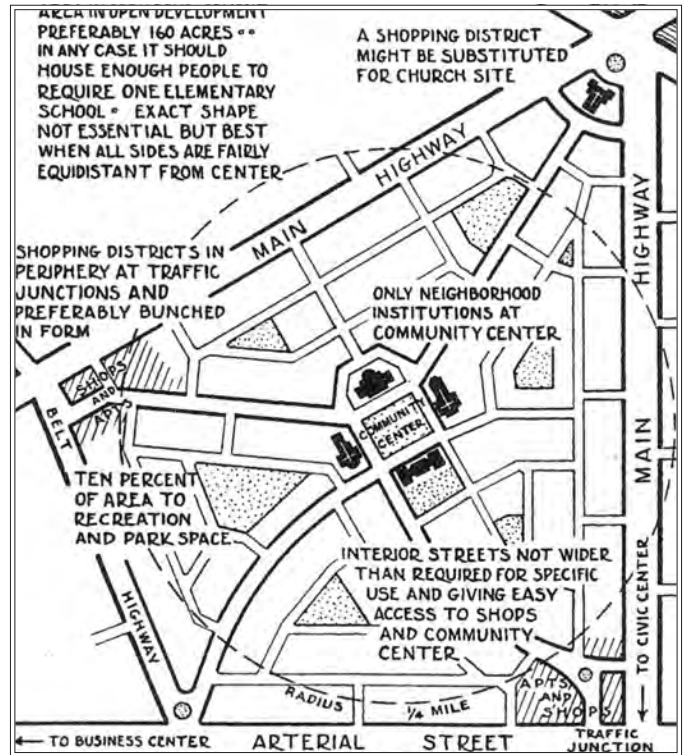 AREA IN OPEN DEVELOPMENT
PREFERABLY 160 ACRES ••
IN ANY CASE IT SHOULD
HOUSE ENOUGH PEOPLE TO
REQUIRE ONE ELEMENTARY
SCHOOL • EXACT SHAPE
NOT ESSENTIAL BUT BEST
WHEN ALL SIDES ARE FAIRLY
EQUIDISTANT FROM CENTER
A SHOPPING DISTRICT
MIGHT BE SUBSTITUTED
FOR CHURCH SITE
MAIN HIGHWAY
HIGHWAY
MAIN
SHOPPING DISTRICTS IN
PERIPHERY AT TRAFFIC
JUNCTIONS AND
PREFERABLY BUNCHED
IN FORM
ONLY NEIGHBORHOOD
INSTITUTIONS AT
COMMUNITY CENTER
SHOPS
AND
APTS
BELT
HIGHWAY
COMMUNITY
CENTER
TEN PERCENT
OF AREA TO
RECREATION
AND PARK SPACE
INTERIOR STREETS NOT WIDER
THAN REQUIRED FOR SPECIFIC
USE AND GIVING EASY
ACCESS TO SHOPS
AND COMMUNITY
CENTER
TO CIVIC CENTER
RADIUS 1/4 MILE
APTS
AND
SHOPS
TO BUSINESS CENTER
ARTERIAL STREET
TRAFFIC
JUNCTION